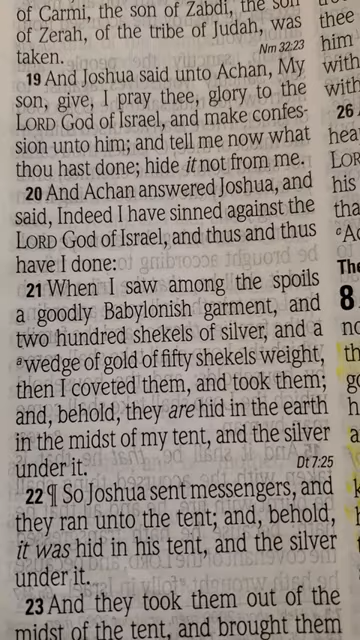 of Carmi, the son of Zabdi, the son
of Zerah, of the tribe of Judah, was
taken.
Nm 32:23
19 And Joshua said unto Achan, My
son, give, I pray thee, glory to the
LORD God of Israel, and make confes-
sion unto him; and tell me now what
thou hast done; hide it not from me.
20 And Achan answered Joshua, and
said, Indeed I have sinned against the
LORD God of Israel, and thus and thus
have I done:
21 When I saw among the spoils
a goodly Babylonish garment, and
two hundred shekels of silver, and a
a wedge of gold of fifty shekels weight,
then I coveted them, and took them;
and, behold, they are hid in the earth
in the midst of my tent, and the silver
under it.
Dt 7:25
22 ¶ So Joshua sent messengers, and
they ran unto the tent; and, behold,
it was hid in his tent, and the silver
under it.
23 And they took them out of the
midst of the tent, and brought them
thee
him
with
with
26
his
8